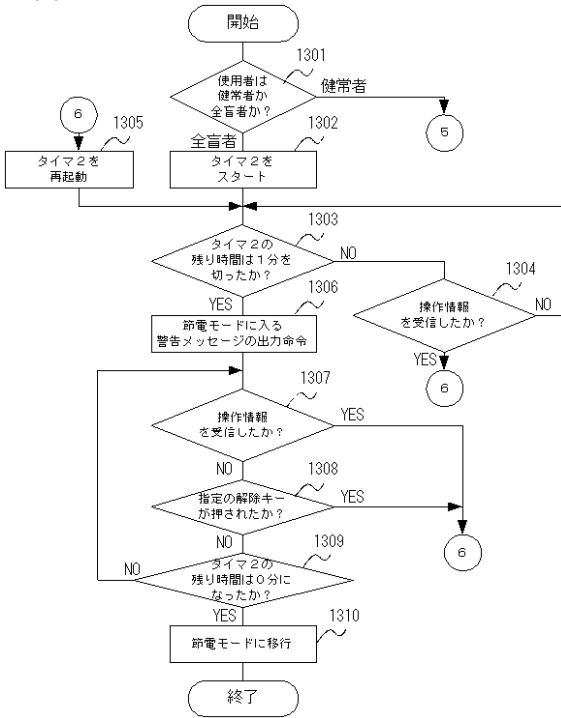 開始
1301
使用者は
健常者か
全盲者か？
健常者
5
6
1305
タイマ２を
再起動
全盲者
1302
タイマ２を
スタート
1303
タイマ２の
残り時間は１分を
切ったか？
NO
YES
1304
操作情報
を受信したか？
NO
YES
6
1306
節電モードに入る
警告メッセージの出力命令
1307
操作情報
を受信したか？
YES
NO
1308
指定の解除キー
が押されたか？
YES
NO
6
1309
タイマ２の
残り時間は０分に
なったか？
NO
YES
1310
節電モードに移行
終了